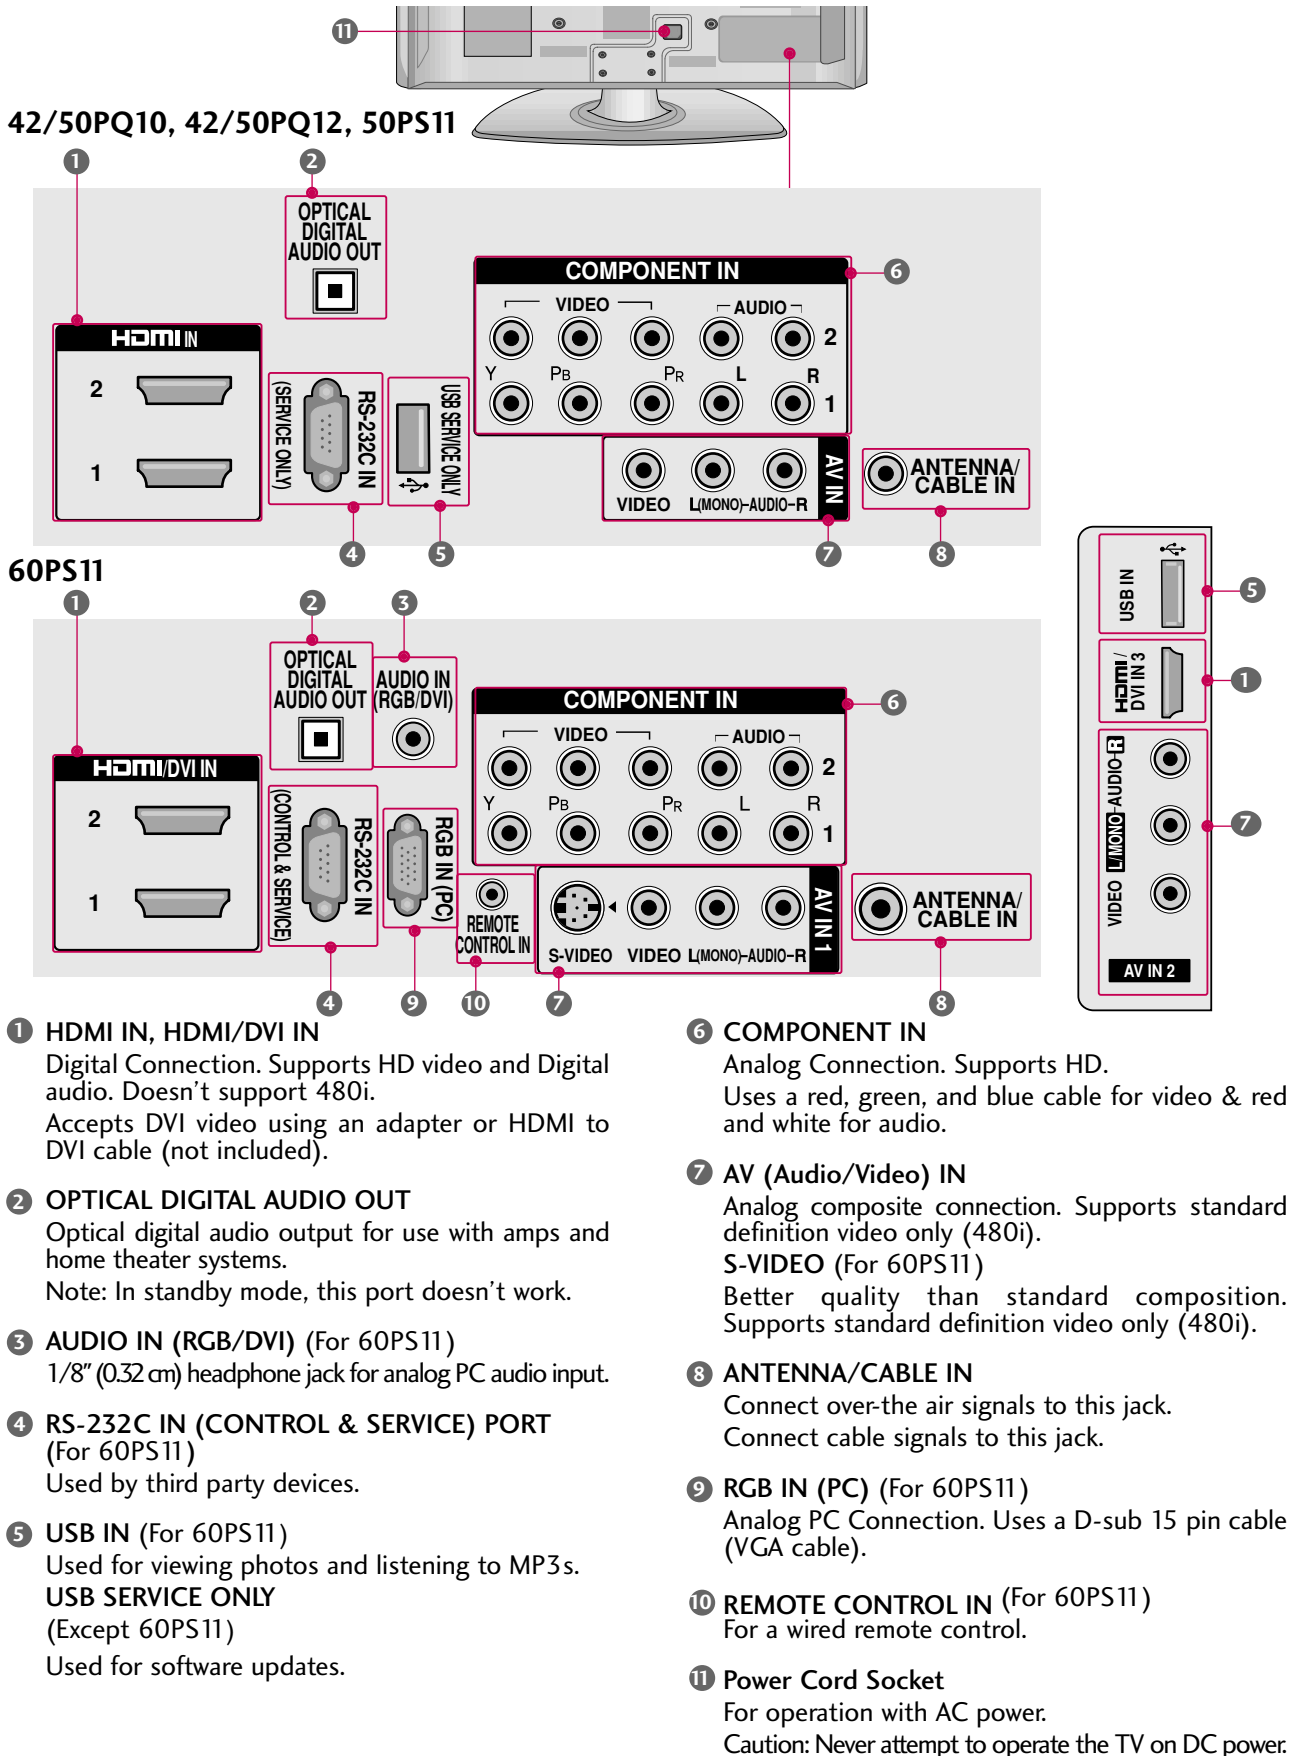 11
42/50PQ10, 42/50PQ12, 50PS11
1
2
OPTICAL
DIGITAL
AUDIO OUT
HDMI IN
2
1
RS-232C IN
(SERVICE ONLY)
4
USB SERVICE ONLY
5
COMPONENT IN
6
VIDEO
AUDIO
2
Y PB PR L R
1
VIDEO L(MONO)-AUDIO-R
AV IN
7
ANTENNA/
CABLE IN
8
60PS11
1
2
3
OPTICAL
DIGITAL
AUDIO OUT
AUDIO IN
(RGB/DVI)
HDMI/DVI IN
2
1
RS-232C IN
(CONTROL & SERVICE)
4
RGB IN (PC)
9
REMOTE
CONTROL IN
10
COMPONENT IN
6
VIDEO
AUDIO
2
Y PB PR L R
1
S-VIDEO VIDEO L(MONO)-AUDIO-R
AV IN 1
7
ANTENNA/
CABLE IN
8
USB IN
5
HDMI/
DVI IN 3
1
VIDEO L/MONO-AUDIO-R
7
AV IN 2
1 HDMI IN, HDMI/DVI IN
Digital Connection. Supports HD video and Digital
audio. Doesn't support 480i.
Accepts DVI video using an adapter or HDMI to
DVI cable (not included).
2 OPTICAL DIGITAL AUDIO OUT
Optical digital audio output for use with amps and
home theater systems.
Note: In standby mode, this port doesn't work.
3 AUDIO IN (RGB/DVI) (For 60PS11)
1/8" (0.32 cm) headphone jack for analog PC audio input.
4 RS-232C IN (CONTROL & SERVICE) PORT
(For 60PS11)
Used by third party devices.
5 USB IN (For 60PS11)
Used for viewing photos and listening to MP3s.
USB SERVICE ONLY
(Except 60PS11)
Used for software updates.
6 COMPONENT IN
Analog Connection. Supports HD.
Uses a red, green, and blue cable for video & red
and white for audio.
7 AV (Audio/Video) IN
Analog composite connection. Supports standard
definition video only (480i).
S-VIDEO (For 60PS11)
Better quality than standard composition.
Supports standard definition video only (480i).
8 ANTENNA/CABLE IN
Connect over-the air signals to this jack.
Connect cable signals to this jack.
9 RGB IN (PC) (For 60PS11)
Analog PC Connection. Uses a D-sub 15 pin cable
(VGA cable).
10 REMOTE CONTROL IN (For 60PS11)
For a wired remote control.
11 Power Cord Socket
For operation with AC power.
Caution: Never attempt to operate the TV on DC power.